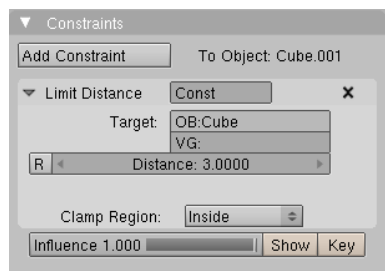 Constraints
Add Constraint To Object: Cube.001
Limit Distance Const X
Target: OB:Cube
VG:
R Distance: 3.0000
Clamp Region: Inside
Influence 1.000 Show Key